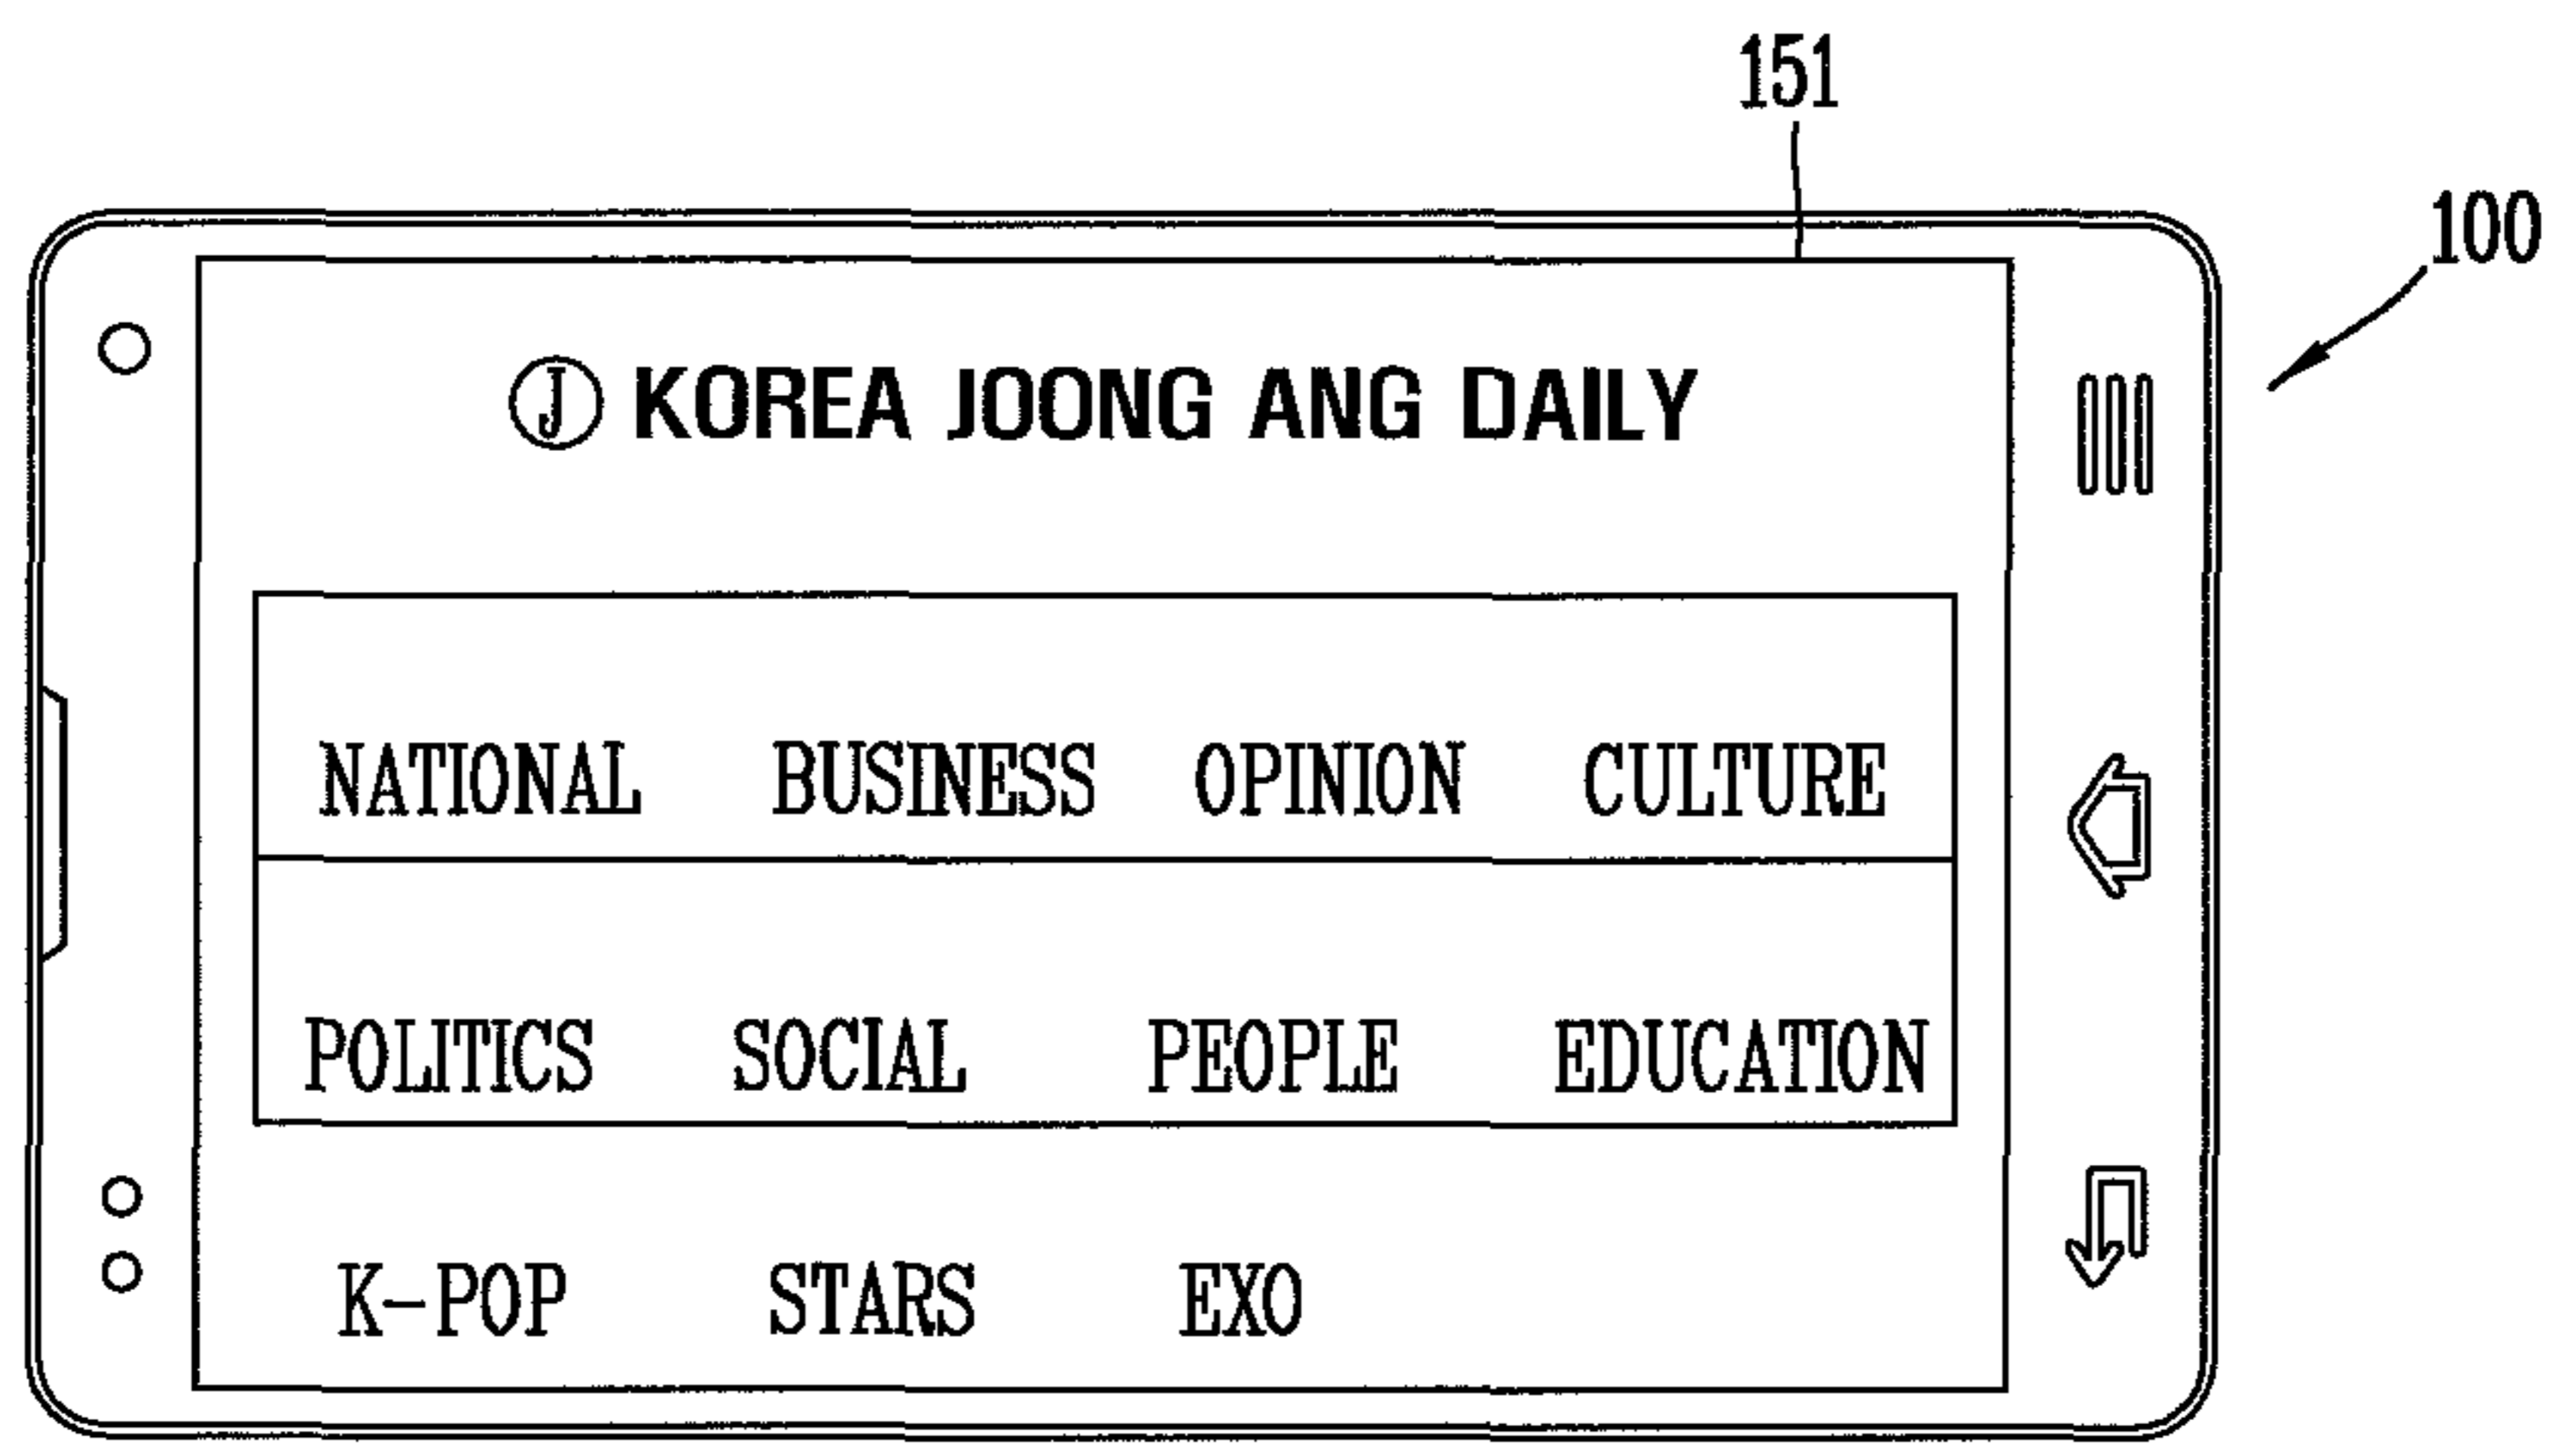 151
100
J KOREA JOONG ANG DAILY
NATIONAL BUSINESS OPINION CULTURE
POLITICS SOCIAL PEOPLE EDUCATION
K-POP STARS EXO